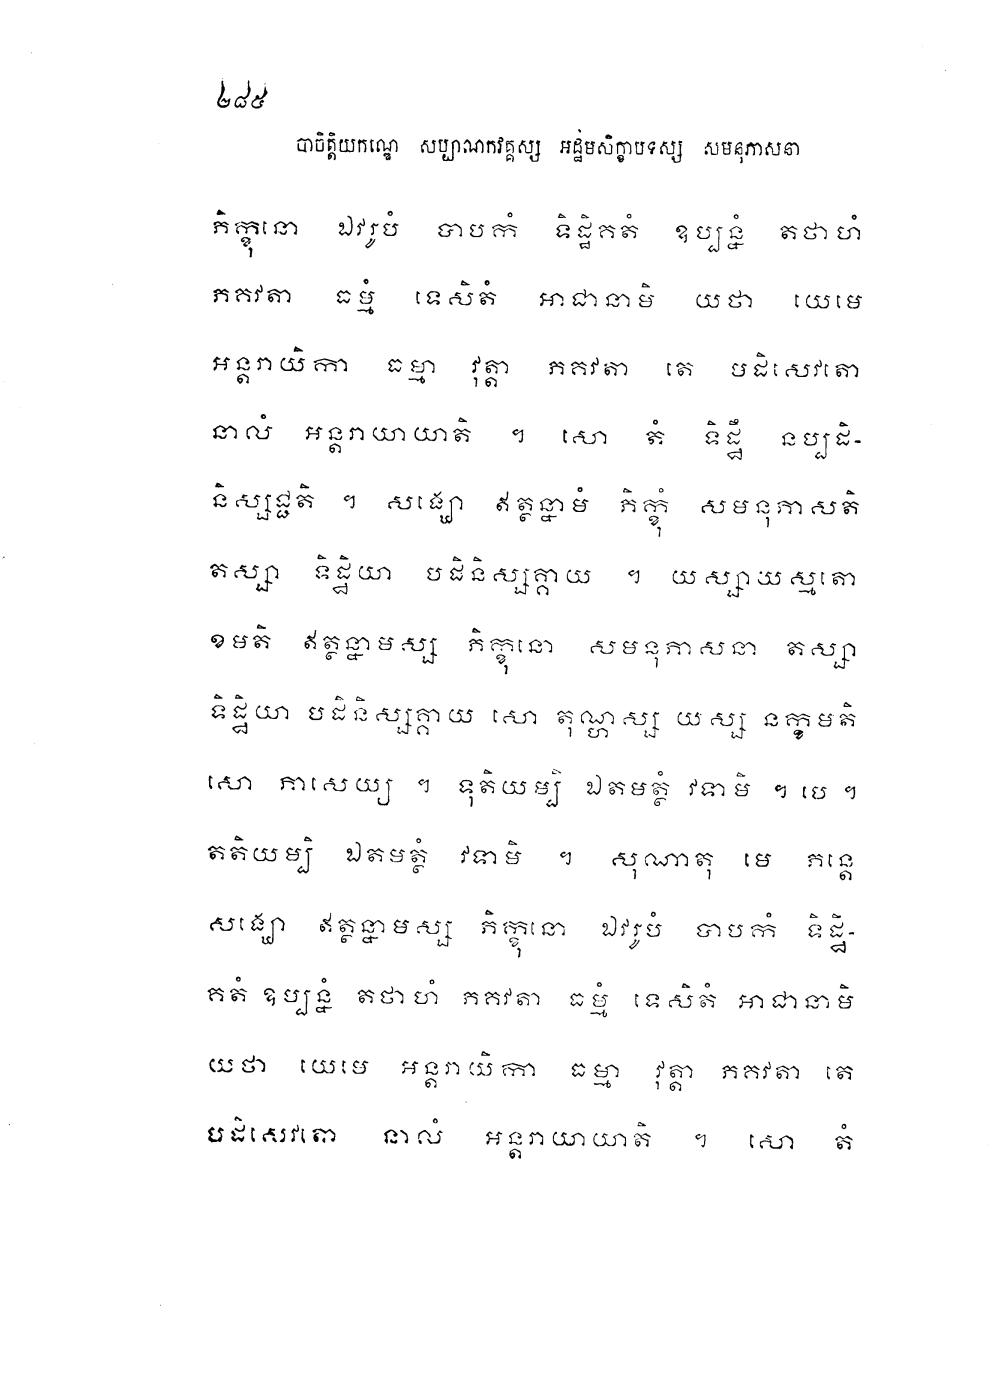 ២៨៥
បាចិត្តិយកណ្ឌេ សប្បាណកវគ្គស្ស អដ្ឋមសិក្ខាបទស្ស សមនុភាសនា
ភិក្ខុនោ ឯវរូបំ បាបកំ ទិដ្ឋិគតំ ឧប្បន្នំ តថាហំ
ភគវតា ធម្មំ ទេសិតំ អាជានាមិ យថា យេមេ
អន្តរាយិកា ធម្មា វុត្តា ភគវតា តេ បដិសេវតោ
នាលំ អន្តរាយាយាតិ ។ សោ តំ ទិដ្ឋឹ នប្បដិ-
និស្សជ្ជតិ ។ សង្ឃោ ឥត្ថន្នាមំ ភិក្ខុំ សមនុភាសតិ
តស្សា ទិដ្ឋិយា បដិនិស្សគ្គាយ ។ យស្សាយស្មតោ
ខមតិ ឥត្ថន្នាមស្ស ភិក្ខុនោ សមនុភាសនា តស្សា
ទិដ្ឋិយា បដិនិស្សគ្គាយ សោ តុណ្ហស្ស យស្ស នក្ខមតិ
សោ ភាសេយ្យ ។ ទុតិយម្បិ ឯតមត្ថំ វទាមិ ។ បេ ។
តតិយម្បិ ឯតមត្ថំ វទាមិ ។ សុណាតុ មេ ភន្តេ
សង្ឃោ ឥត្ថន្នាមស្ស ភិក្ខុនោ ឯវរូបំ បាបកំ ទិដ្ឋិ-
គតំ ឧប្បន្នំ តថាហំ ភគវតា ធម្មំ ទេសិតំ អាជានាមិ
យថា យេមេ អន្តរាយិកា ធម្មា វុត្តា ភគវតា តេ
បដិសេវតោ នាលំ អន្តរាយាយាតិ ។ សោ តំ